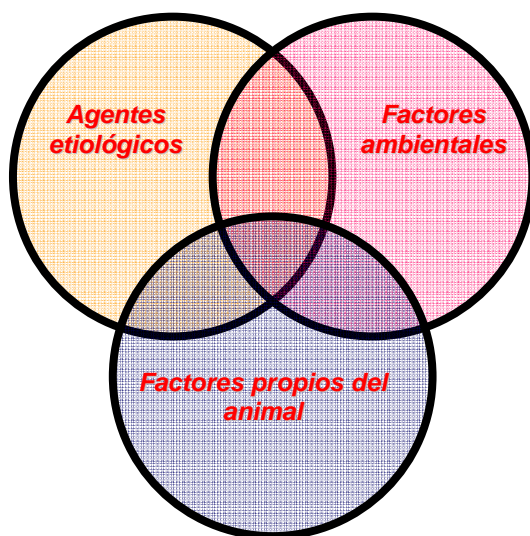 Agentes
etiológicos
Factores
ambientales
Factores propios del
animal